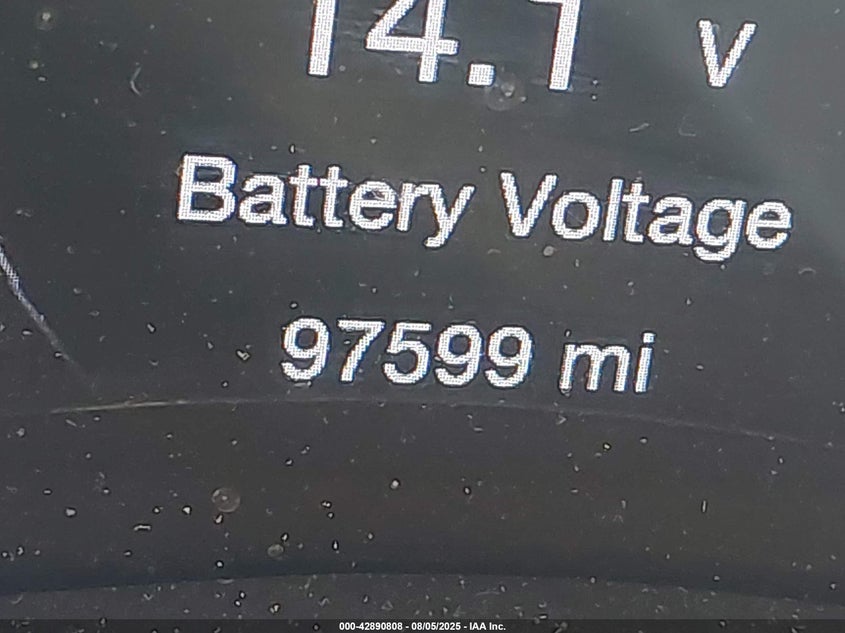 14.1 V
Battery Voltage
97599 mi
000-42890808 - 08/05/2025 - IAA Inc.